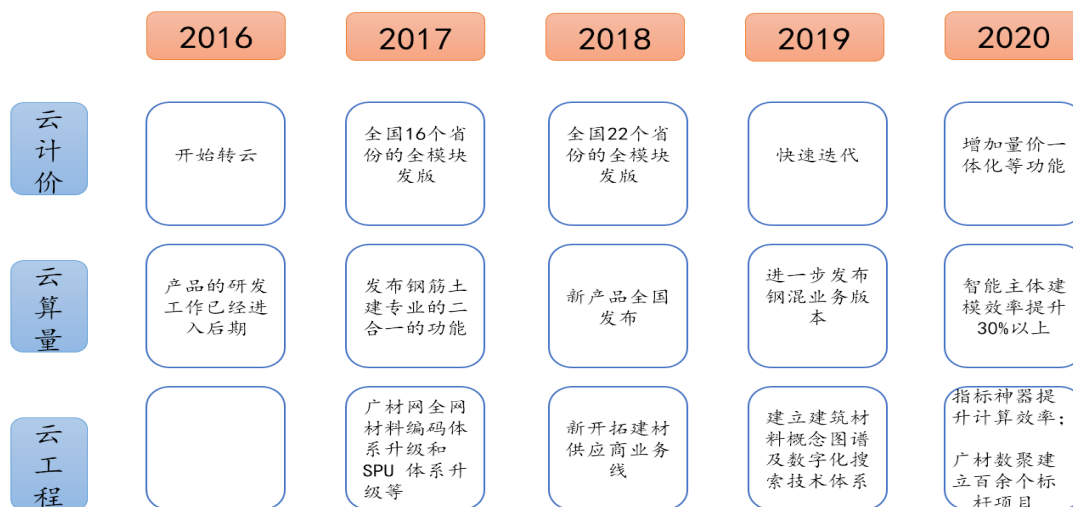 2016
2017
2018
2019
2020
云
计
价
开始转云
全国16个省
份的全模块
发版
全国22个省
份的全模块
发版
快速迭代
增加量价一
体化等功能
云
算
量
产品的研发
工作已经进
入后期
发布钢筋土
建专业的二
合一的功能
新产品全国
发布
进一步发布
钢混业务版
本
智能主体建
模效率提升
30%以上
云
工
程
广材网全网
材料编码体
系升级和
SPU 体系升
级等
新开拓建材
供应商业务
线
建立建筑材
料概念图谱
及数字化搜
索技术体系
指标神器提
升计算效率；
广材数聚建
立百余个标
杆项目